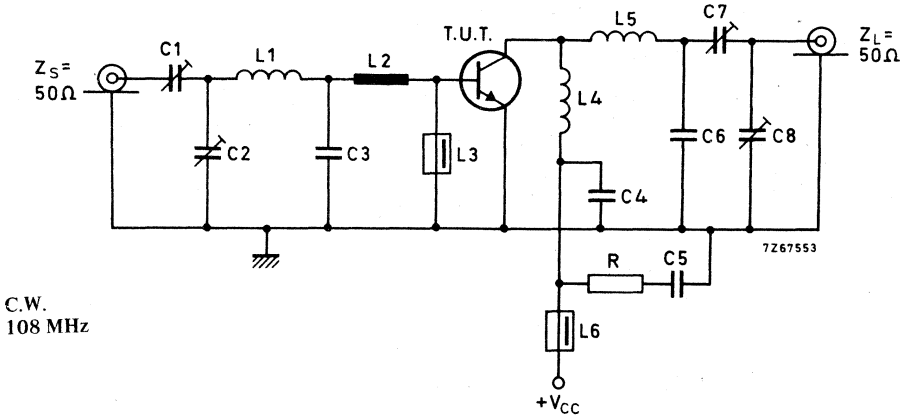 C7
L5
T.U.T.
Z_L=
50Ω
C1
L1
L2
Z_S=
50Ω
L4
C2
C3
L3
C6
C8
C4
7Z67553
R
C5
C.W.
108 MHz
L6
+V_CC